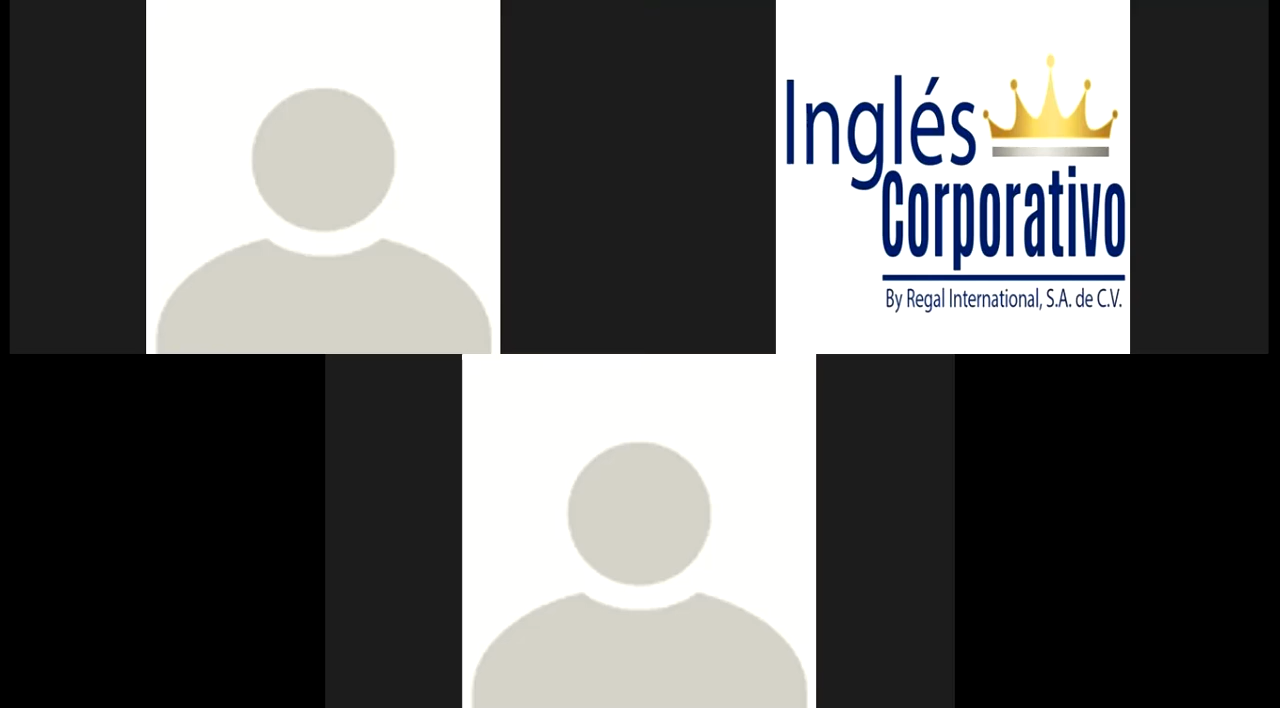 Inglés
Corporativo
By Regal International, S.A. de C.V.